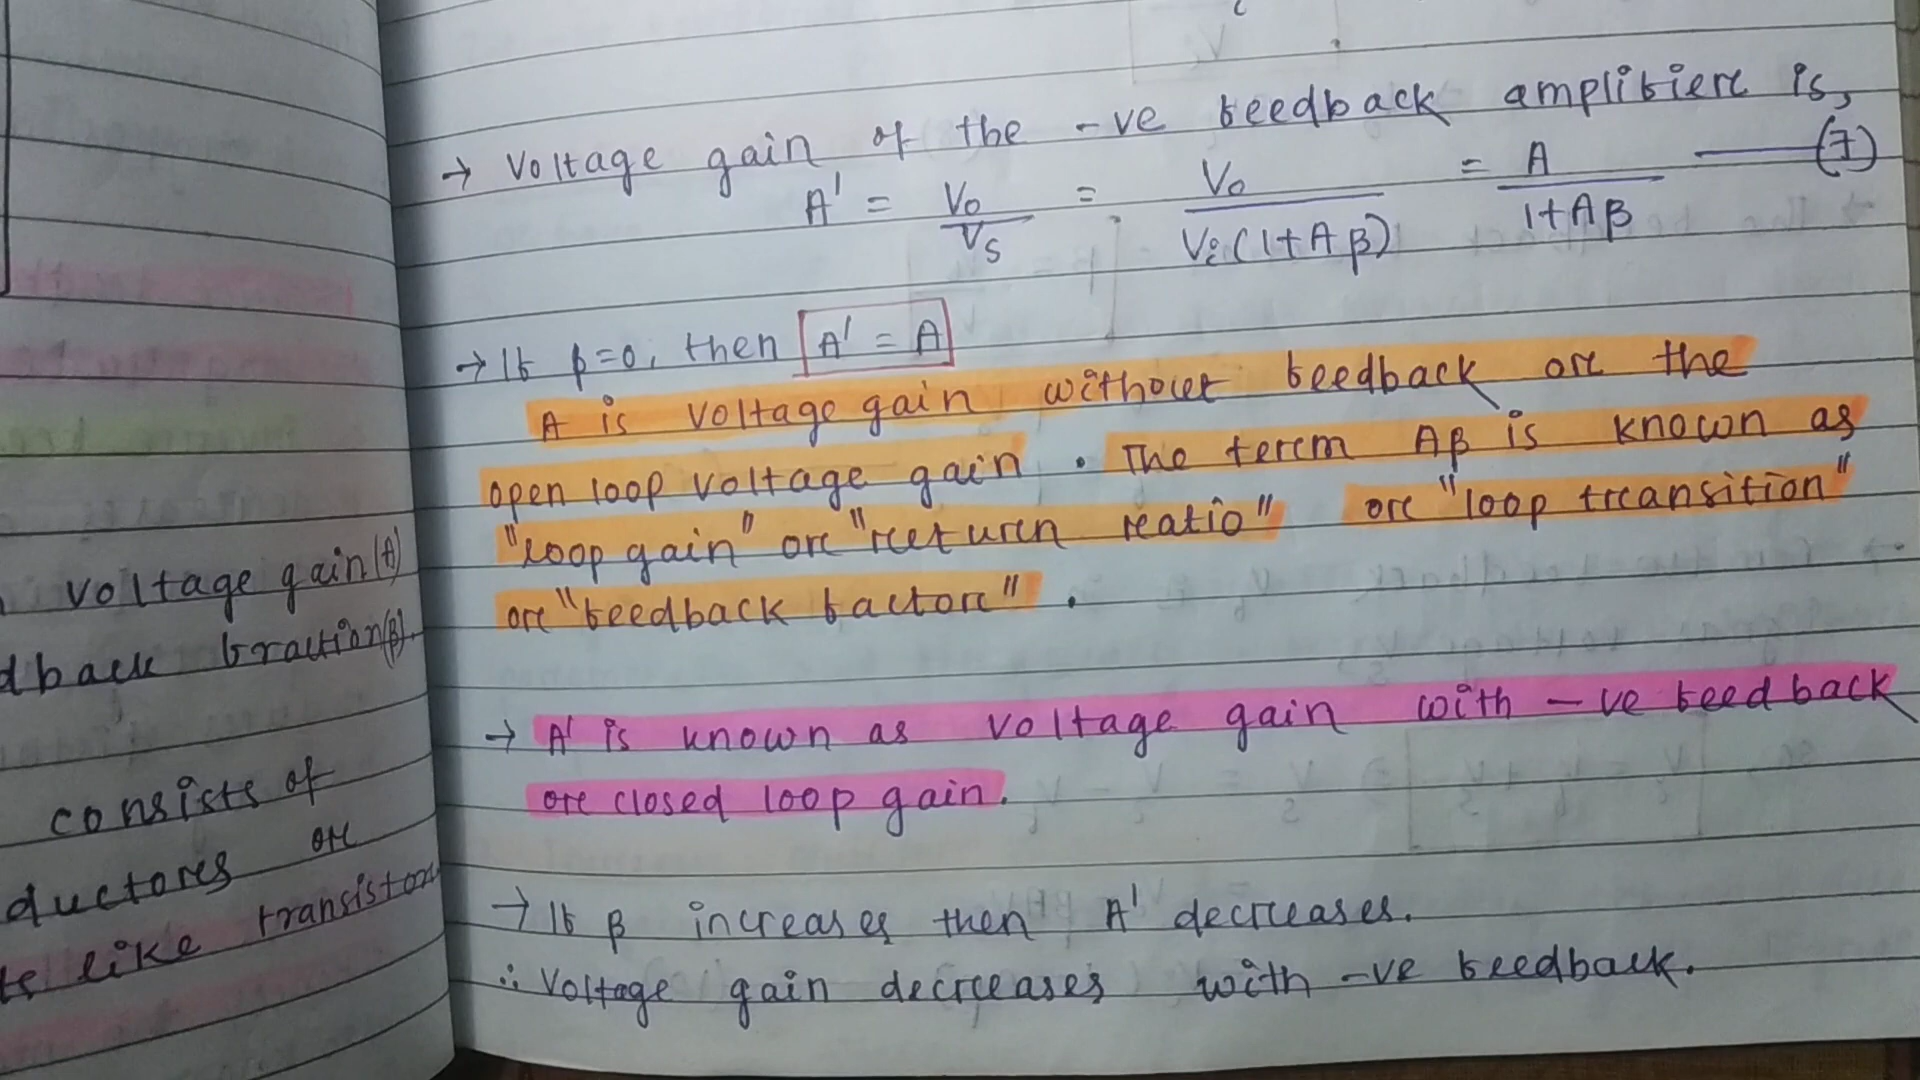 voltage gain(A)
dback fraction(β).
consists of
ductores or
ts like transistor
→ Voltage gain of the -ve feedback amplifier is,
A' = Vo/Vs = Vo/Vi(1+Aβ) = A/1+Aβ —— (7)
→ If β=0, then A' = A
A is voltage gain without feedback or the
open loop voltage gain . The term Aβ is known as
"loop gain" or "return ratio" or "loop transition"
or "feedback factor" .
→ A' is known as voltage gain with -ve feedback
or closed loop gain.
→ If β increases then A' decreases.
∴ Voltage gain decreases with -ve feedback.